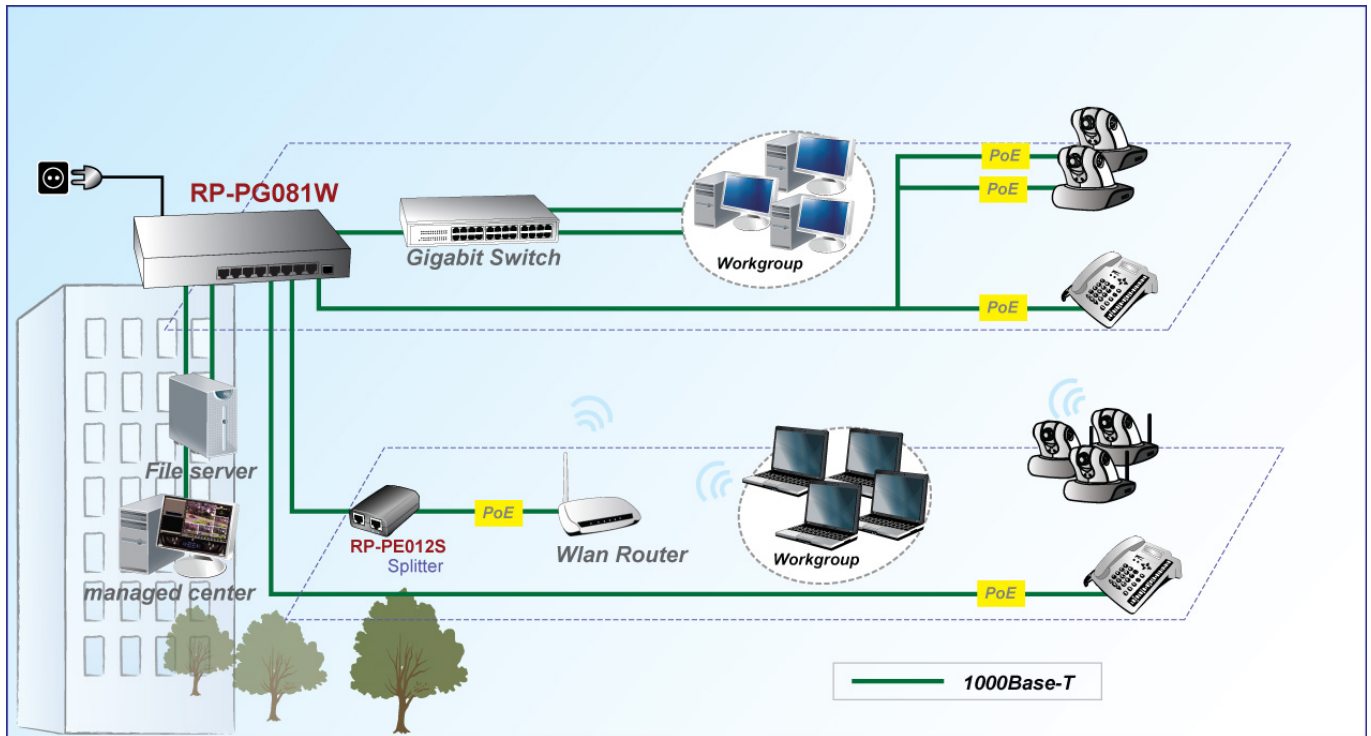 RP-PG081W
Gigabit Switch
Workgroup
PoE
PoE
PoE
File server
managed center
RP-PE012S
Splitter
PoE
Wlan Router
Workgroup
PoE
1000Base-T